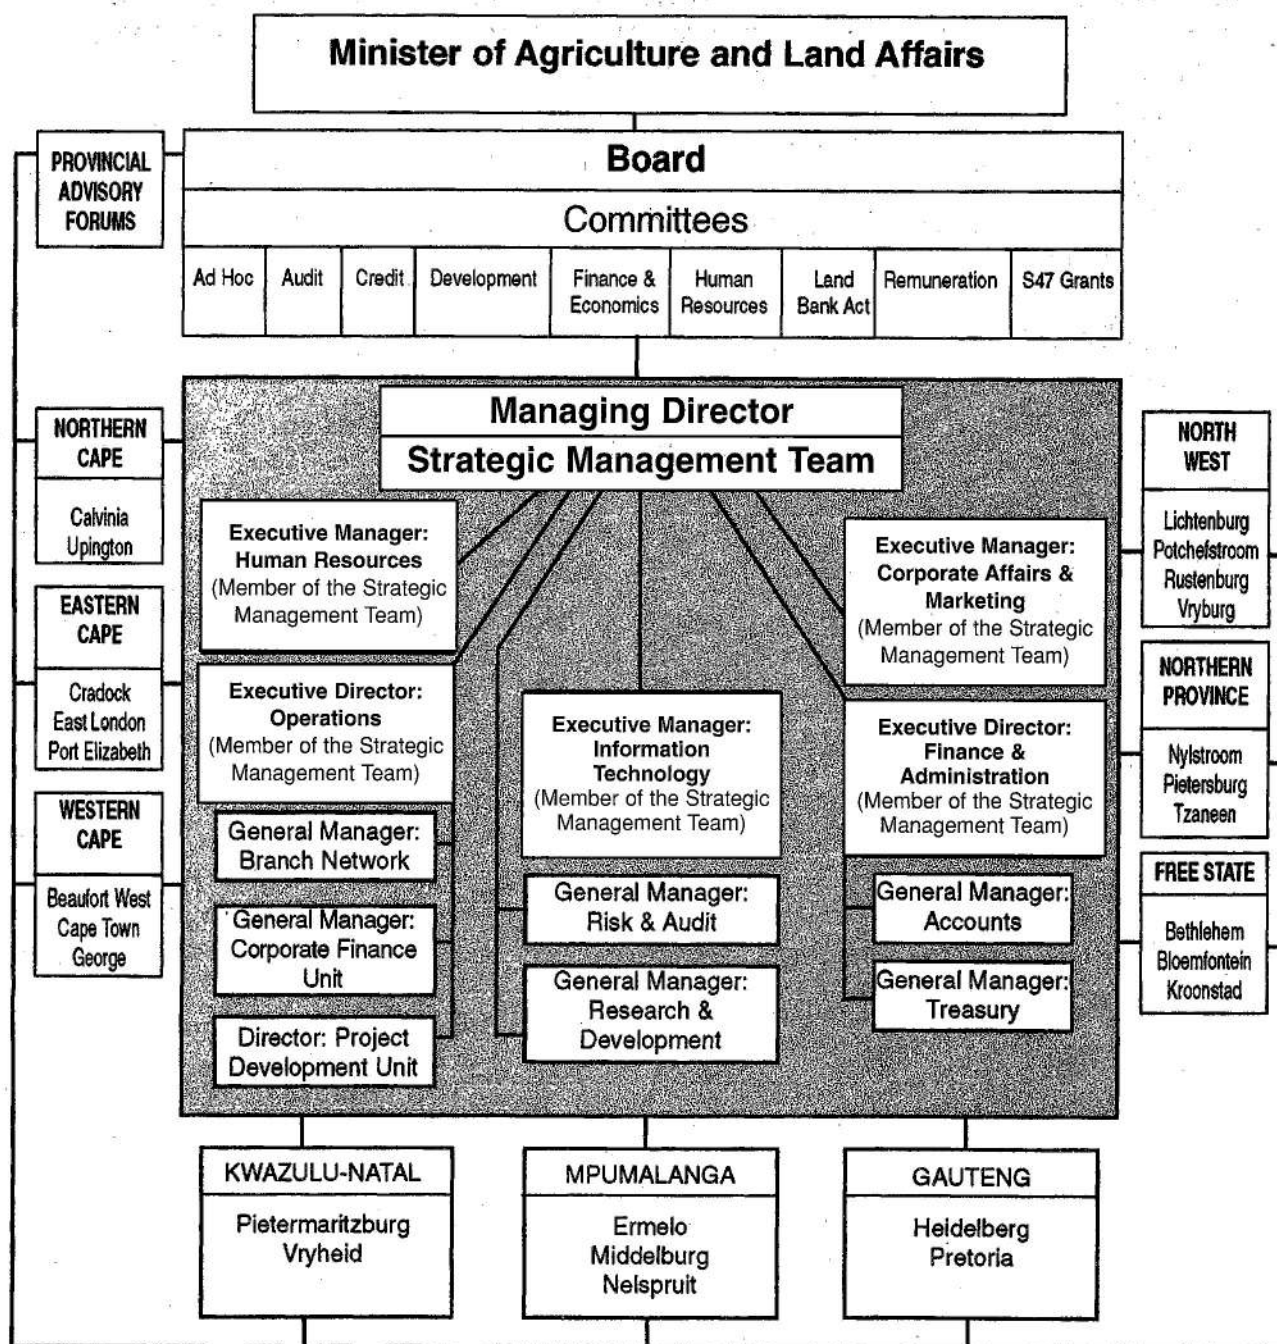 Minister of Agriculture and Land Affairs
PROVINCIAL
ADVISORY
FORUMS
Board
Committees
Ad Hoc
Audit
Credit
Development
Finance &
Economics
Human
Resources
Land
Bank Act
Remuneration
S47 Grants
Managing Director
Strategic Management Team
NORTHERN
CAPE
Calvinia
Upington
EASTERN
CAPE
Cradock
East London
Port Elizabeth
WESTERN
CAPE
Beaufort West
Cape Town
George
Executive Manager:
Human Resources
(Member of the Strategic
Management Team)
Executive Director:
Operations
(Member of the Strategic
Management Team)
General Manager:
Branch Network
General Manager:
Corporate Finance
Unit
Director: Project
Development Unit
Executive Manager:
Information
Technology
(Member of the Strategic
Management Team)
General Manager:
Risk & Audit
General Manager:
Research &
Development
Executive Manager:
Corporate Affairs &
Marketing
(Member of the Strategic
Management Team)
Executive Director:
Finance &
Administration
(Member of the Strategic
Management Team)
General Manager:
Accounts
General Manager:
Treasury
NORTH
WEST
Lichtenburg
Potchefstroom
Rustenburg
Vryburg
NORTHERN
PROVINCE
Nylstroom
Pietersburg
Tzaneen
FREE STATE
Bethlehem
Bloemfontein
Kroonstad
KWAZULU-NATAL
Pietermaritzburg
Vryheid
MPUMALANGA
Ermelo
Middelburg
Nelspruit
GAUTENG
Heidelberg
Pretoria